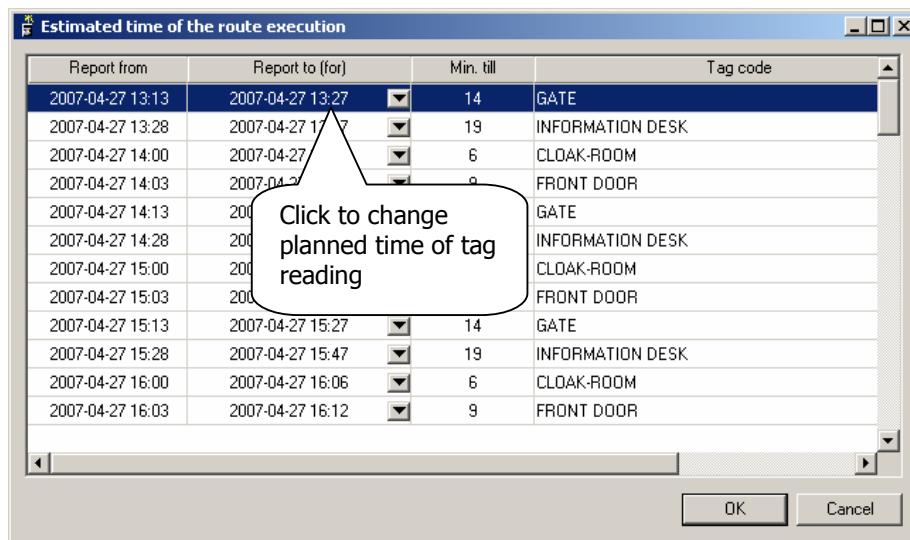 Estimated time of the route execution
Report from Report to (for) Min. till Tag code
2007-04-27 13:13 2007-04-27 13:27 14 GATE
2007-04-27 13:28 2007-04-27 19 INFORMATION DESK
2007-04-27 14:00 2007-04-27 6 CLOAK-ROOM
2007-04-27 14:03 9 FRONT DOOR
2007-04-27 14:13 GATE
2007-04-27 14:28 INFORMATION DESK
2007-04-27 15:00 CLOAK-ROOM
2007-04-27 15:03 FRONT DOOR
Click to change
planned time of tag
reading
2007-04-27 15:13 2007-04-27 15:27 14 GATE
2007-04-27 15:28 2007-04-27 15:47 19 INFORMATION DESK
2007-04-27 16:00 2007-04-27 16:06 6 CLOAK-ROOM
2007-04-27 16:03 2007-04-27 16:12 9 FRONT DOOR
OK Cancel